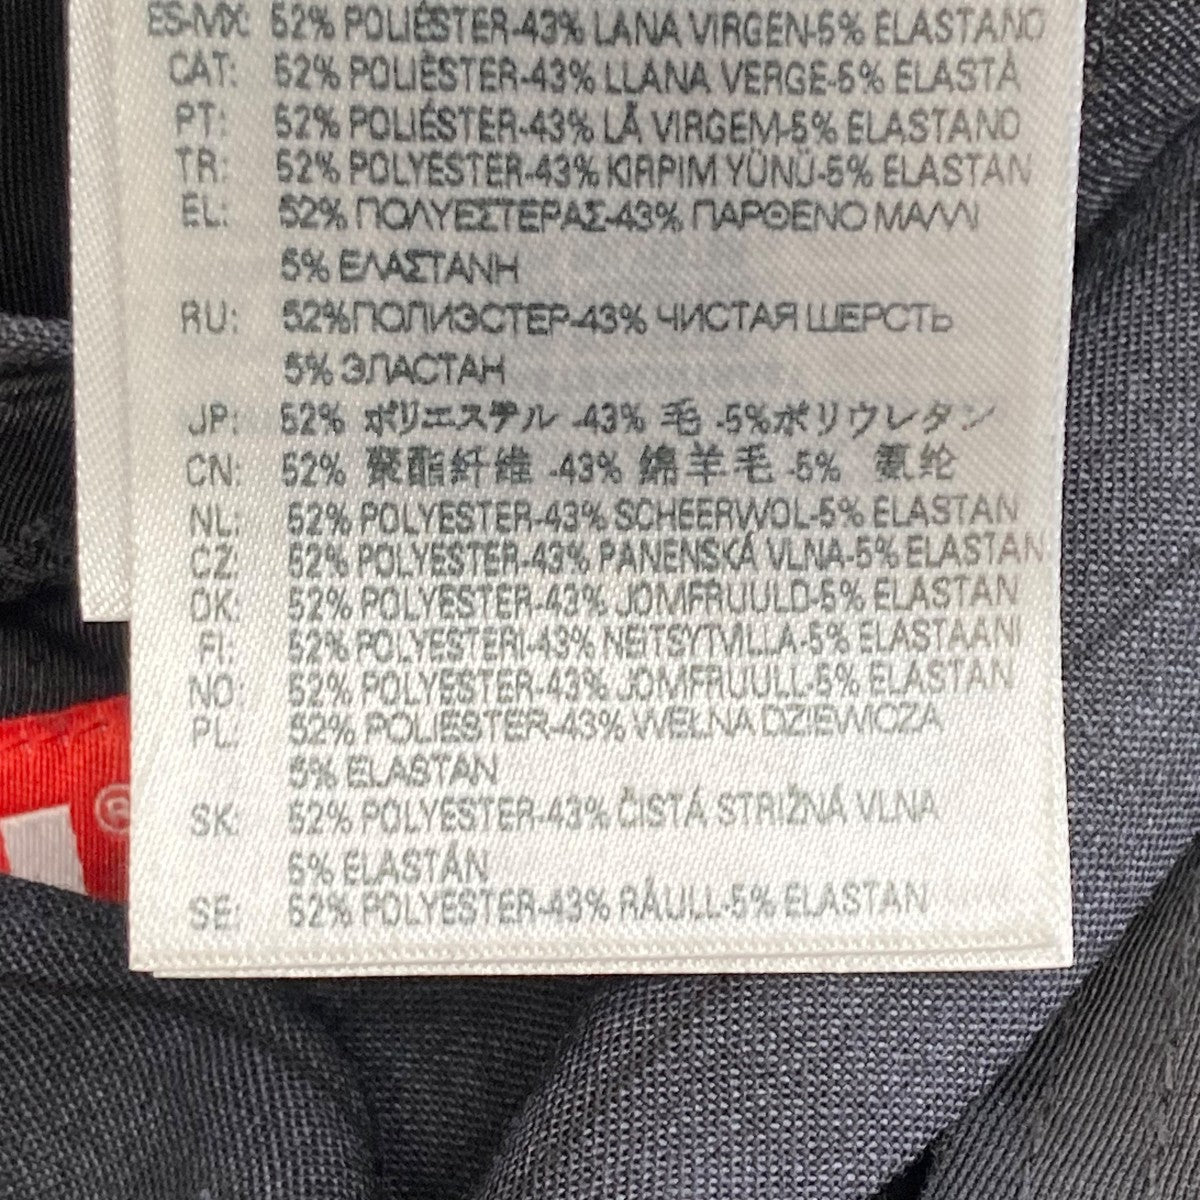 ES-MX: 52% POLIÉSTER-43% LANA VIRGEN-5% ELASTANO
CAT: 52% POLIÈSTER-43% LLANA VERGE-5% ELASTÀ
PT: 52% POLIÉSTER-43% LÃ VIRGEM-5% ELASTANO
TR: 52% POLYESTER-43% KIRPIM YÜNÜ-5% ELASTAN
EL: 52% ΠΟΛΥΕΣΤΕΡΑΣ-43% ΠΑΡΘΕΝΟ ΜΑΛΛΙ
5% ΕΛΑΣΤΑΝΗ
RU: 52%ПОЛИЭСТЕР-43% ЧИСТАЯ ШЕРСТЬ
5% ЭЛАСТАН
JP: 52% ポリエステル -43% 毛 -5%ポリウレタン
CN: 52% 聚酯纤维 -43% 绵羊毛 -5% 氨纶
NL: 52% POLYESTER-43% SCHEERWOL-5% ELASTAN
CZ: 52% POLYESTER-43% PANENSKÁ VLNA-5% ELASTAN
DK: 52% POLYESTER-43% JOMFRUULD-5% ELASTAN
FI: 52% POLYESTERI-43% NEITSYTVILLA-5% ELASTAANI
NO: 52% POLYESTER-43% JOMFRUULL-5% ELASTAN
PL: 52% POLIESTER-43% WEŁNA DZIEWICZA
5% ELASTAN
SK: 52% POLYESTER-43% ČISTÁ STRIŽNÁ VLNA
5% ELASTÁN
SE: 52% POLYESTER-43% RÅULL-5% ELASTAN
®